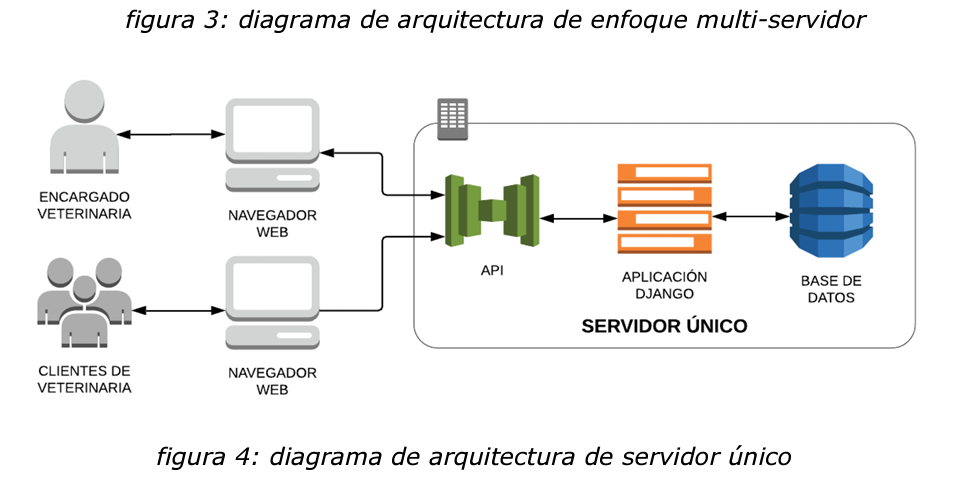 figura 3: diagrama de arquitectura de enfoque multi-servidor
ENCARGADO
VETERINARIA
NAVEGADOR
WEB
API
APLICACIÓN
DJANGO
BASE DE
DATOS
SERVIDOR ÚNICO
CLIENTES DE
VETERINARIA
NAVEGADOR
WEB
figura 4: diagrama de arquitectura de servidor único